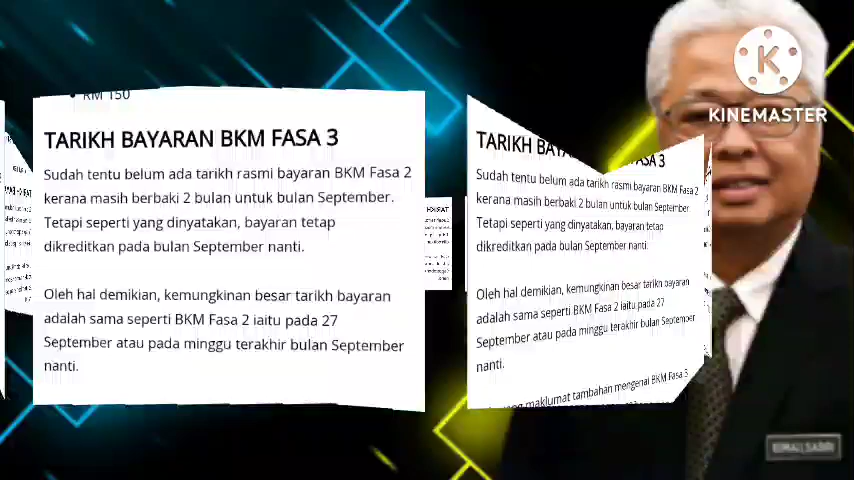 RM 150
TARIKH BAYARAN BKM FASA 3
Sudah tentu belum ada tarikh rasmi bayaran BKM Fasa 2
kerana masih berbaki 2 bulan untuk bulan September.
Tetapi seperti yang dinyatakan, bayaran tetap
dikreditkan pada bulan September nanti.
Oleh hal demikian, kemungkinan besar tarikh bayaran
adalah sama seperti BKM Fasa 2 iaitu pada 27
September atau pada minggu terakhir bulan September
nanti.
TARIKH BAYA
FASA 3
Sudah tentu belum ada tarikh rasmi bayaran BKM Fasa 2
kerana masih berbaki 2 bulan untuk bulan September.
Tetapi seperti yang dinyatakan, bayaran tetap
dikreditkan pada bulan September nanti.
Oleh hal demikian, kemungkinan besar tarikh bayaran
adalah sama seperti BKM Fasa 2 iaitu pada 27
September atau pada minggu terakhir bulan September
nanti.
maklumat tambahan mengenai BKM Fasa 3
K
KINEMASTER
ISMAIL SABRI